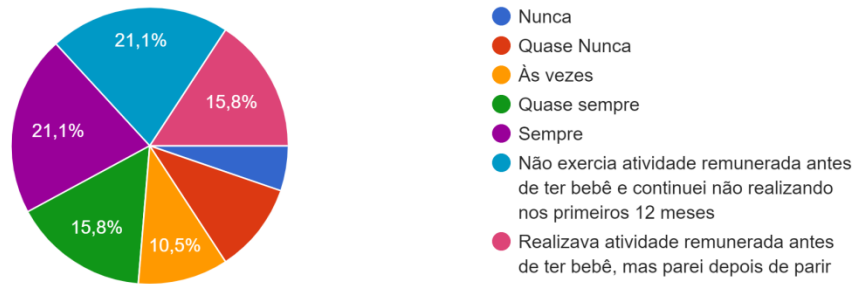 21,1%
15,8%
21,1%
15,8%
10,5%
Nunca
Quase Nunca
Às vezes
Quase sempre
Sempre
Não exercia atividade remunerada antes
de ter bebê e continuei não realizando
nos primeiros 12 meses
Realizava atividade remunerada antes
de ter bebê, mas parei depois de parir